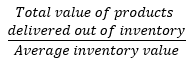 Total value of products
delivered out of inventory
Average inventory value